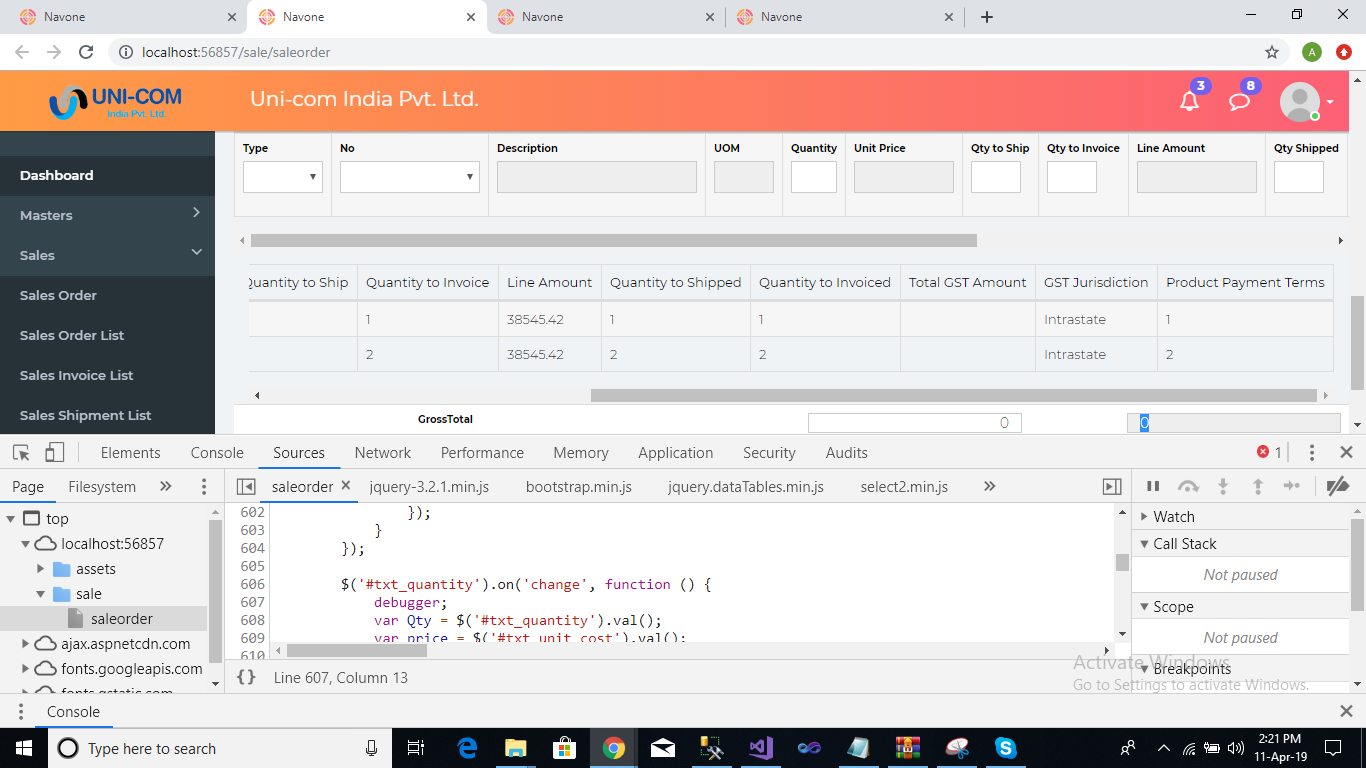 Navone
Navone
Navone
Navone
localhost:56857/sale/saleorder
A
UNI-COM
India Pvt. Ltd.
Uni-com India Pvt. Ltd.
3
8
Dashboard
Masters
Sales
Sales Order
Sales Order List
Sales Invoice List
Sales Shipment List
Type No Description UOM Quantity Unit Price Qty to Ship Qty to Invoice Line Amount Qty Shipped
Quantity to Ship Quantity to Invoice Line Amount Quantity to Shipped Quantity to Invoiced Total GST Amount GST Jurisdiction Product Payment Terms
1 38545.42 1 1 Intrastate 1
2 38545.42 2 2 Intrastate 2
GrossTotal 0 0
Elements Console Sources Network Performance Memory Application Security Audits 1
Page Filesystem
saleorder jquery-3.2.1.min.js bootstrap.min.js jquery.dataTables.min.js select2.min.js
top
localhost:56857
assets
sale
saleorder
ajax.aspnetcdn.com
fonts.googleapis.com
fonts.gstatic.com
602 });
603 }
604 });
605
606 $('#txt_quantity').on('change', function () {
607 debugger;
608 var Qty = $('#txt_quantity').val();
609 var price = $('#txt_unit_cost').val();
610
{} Line 607, Column 13
Watch
Call Stack
Not paused
Scope
Not paused
Breakpoints
Activate Windows
Go to Settings to activate Windows.
Console
Type here to search
2:21 PM
11-Apr-19